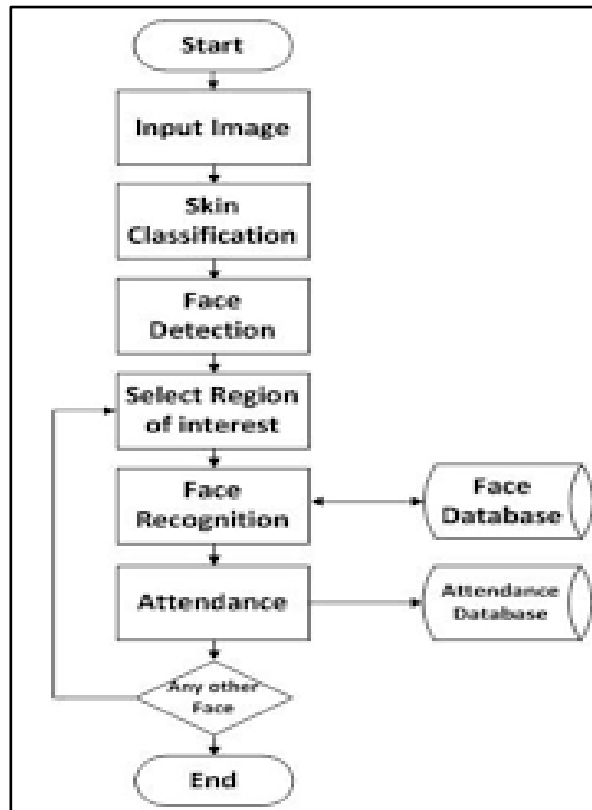 Start
Input Image
Skin
Classification
Face
Detection
Select Region
of interest
Face
Recognition
Face
Database
Attendance
Attendance
Database
Any other
Face
End